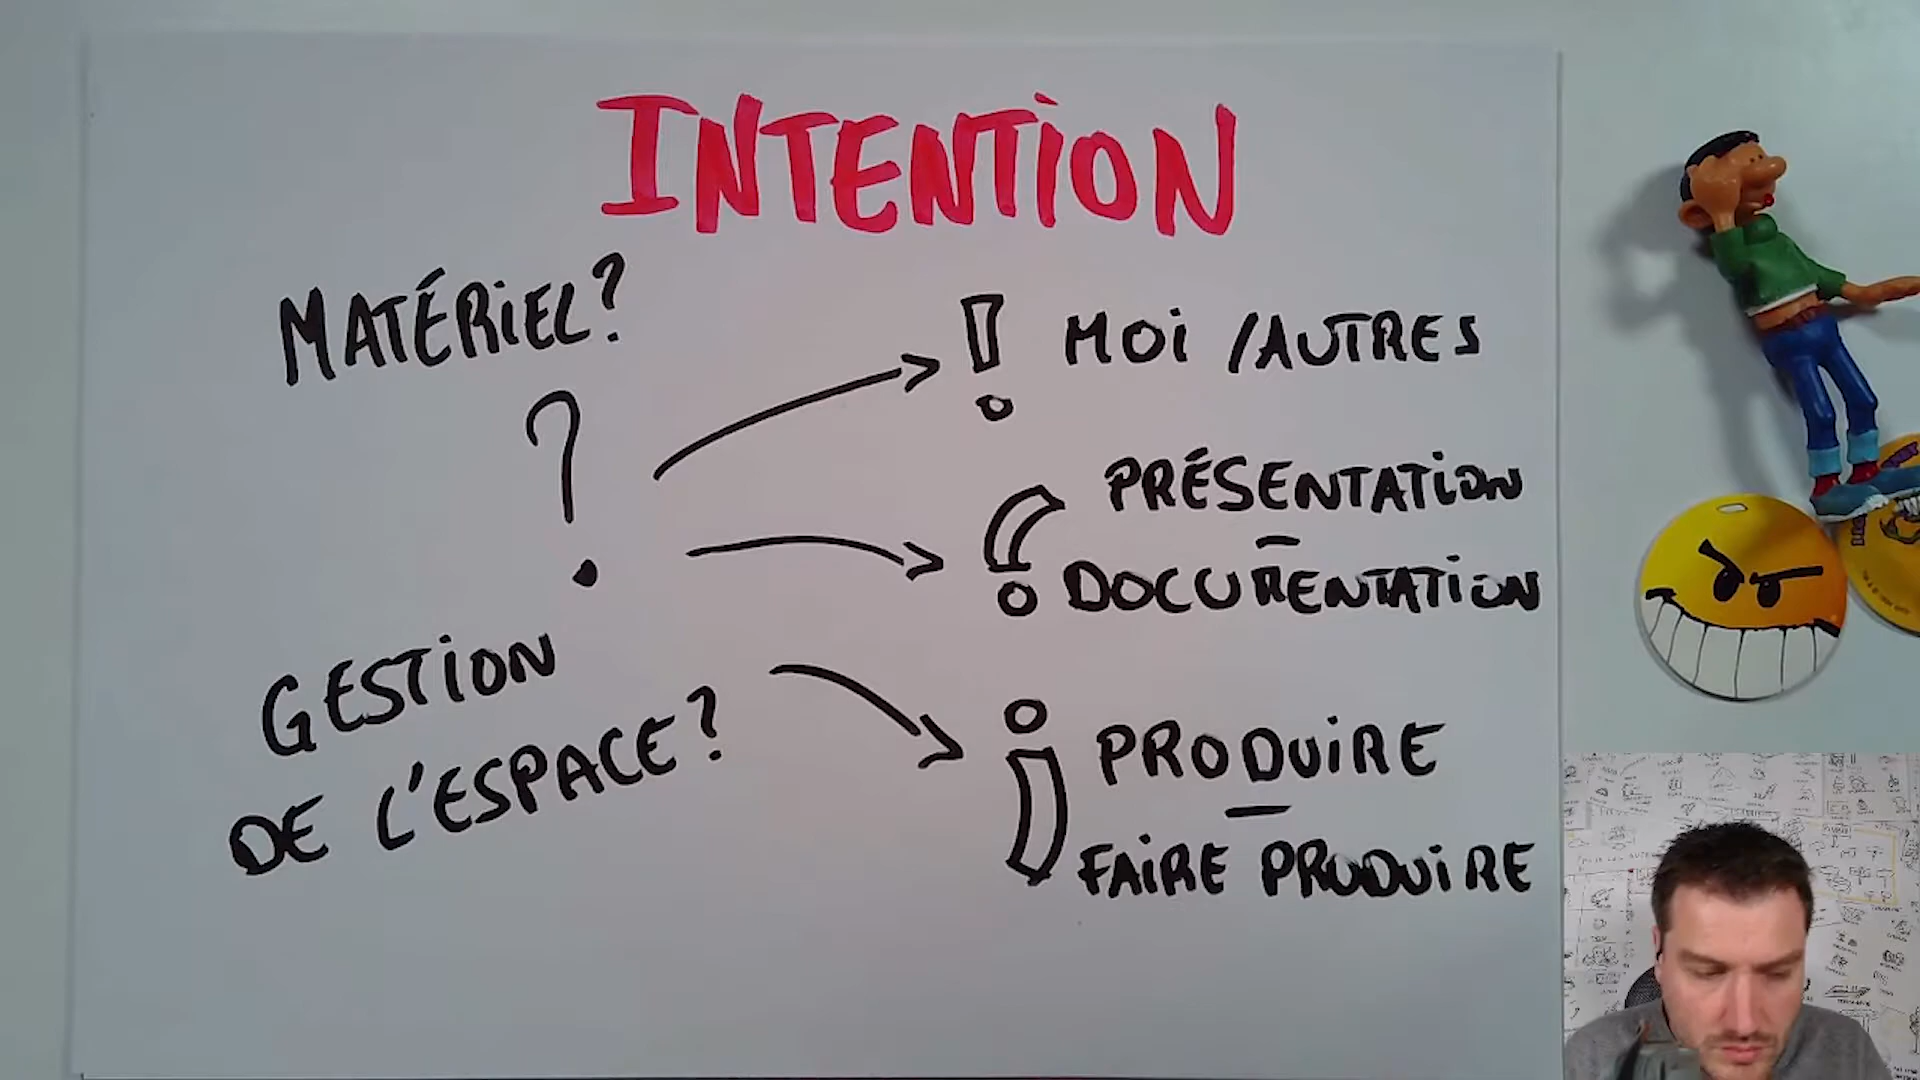 INTENTION
MATÉRIEL?
?
GESTION
DE L'ESPACE?
! MOI / AUTRES
PRÉSENTATION
-
DOCUMENTATION
PRODUIRE
-
FAIRE PRODUIRE